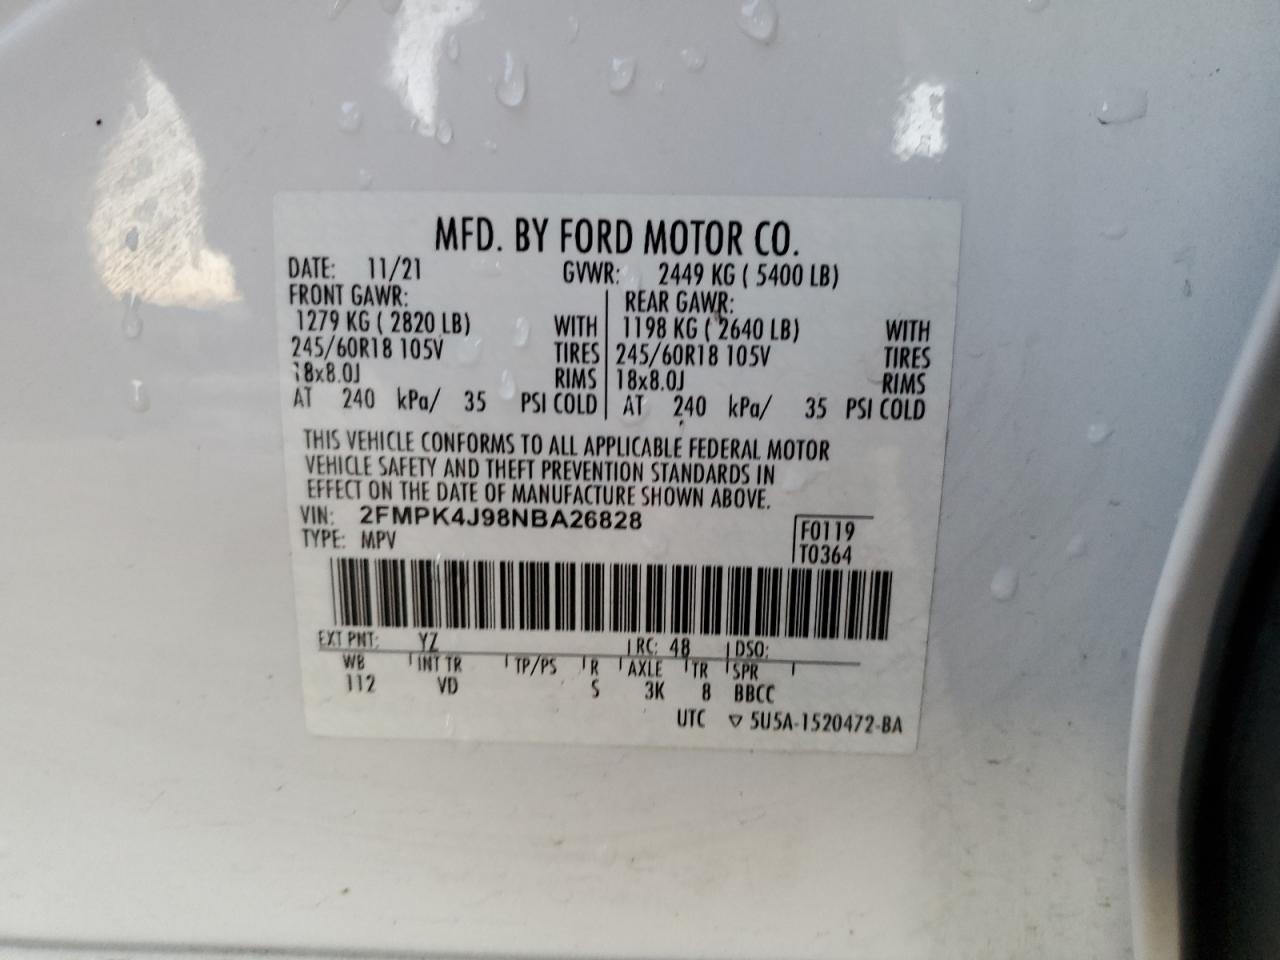 MFD. BY FORD MOTOR CO.
DATE: 11/21 GVWR: 2449 KG ( 5400 LB)
FRONT GAWR: REAR GAWR:
1279 KG ( 2820 LB) WITH 1198 KG ( 2640 LB) WITH
245/60R18 105V TIRES 245/60R18 105V TIRES
18x8.0J RIMS 18x8.0J RIMS
AT 240 kPa/ 35 PSI COLD AT 240 kPa/ 35 PSI COLD
THIS VEHICLE CONFORMS TO ALL APPLICABLE FEDERAL MOTOR
VEHICLE SAFETY AND THEFT PREVENTION STANDARDS IN
EFFECT ON THE DATE OF MANUFACTURE SHOWN ABOVE.
VIN: 2FMPK4J98NBA26828 F0119
TYPE: MPV T0364
EXT PNT: YZ RC: 48 DSO:
WB INT TR TP/PS R AXLE TR SPR
112 VD S 3K 8 BBCC
UTC ▽ 5U5A-1520472-BA